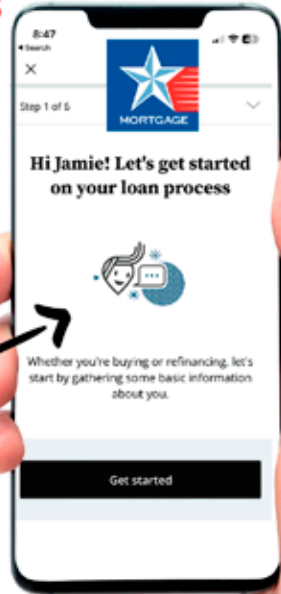 8:47
Search
Step 1 of 6
MORTGAGE
Hi Jamie! Let's get started
on your loan process
Whether you're buying or refinancing, let's
start by gathering some basic information
about you.
Get started